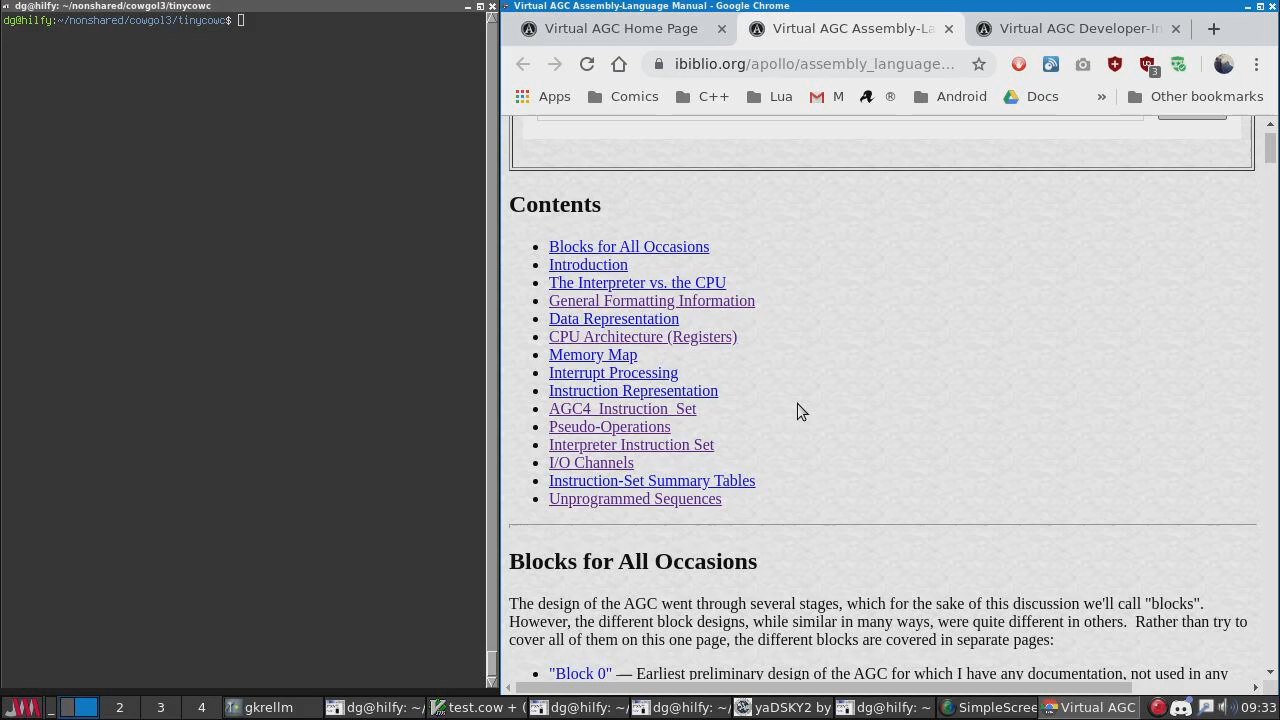 dg@hilfy: ~/nonshared/cowgol3/tinycowc
dg@hilfy:~/nonshared/cowgol3/tinycowc$
Virtual AGC Assembly-Language Manual - Google Chrome
Virtual AGC Home Page
Virtual AGC Assembly-La
Virtual AGC Developer-In
ibiblio.org/apollo/assembly_language...
3
Apps
Comics
C++
Lua
M
®
Android
Docs
»
Other bookmarks
Contents
Blocks for All Occasions
Introduction
The Interpreter vs. the CPU
General Formatting Information
Data Representation
CPU Architecture (Registers)
Memory Map
Interrupt Processing
Instruction Representation
AGC4 Instruction Set
Pseudo-Operations
Interpreter Instruction Set
I/O Channels
Instruction-Set Summary Tables
Unprogrammed Sequences
Blocks for All Occasions
The design of the AGC went through several stages, which for the sake of this discussion we'll call "blocks".
However, the different block designs, while similar in many ways, were quite different in others. Rather than try to
cover all of them on this one page, the different blocks are covered in separate pages:
"Block 0" — Earliest preliminary design of the AGC for which I have any documentation, not used in any
2
3
4
gkrellm
dg@hilfy: ~/
test.cow + (
dg@hilfy: ~/
dg@hilfy: ~/
yaDSKY2 by
dg@hilfy: ~
SimpleScree
Virtual AGC
09:33